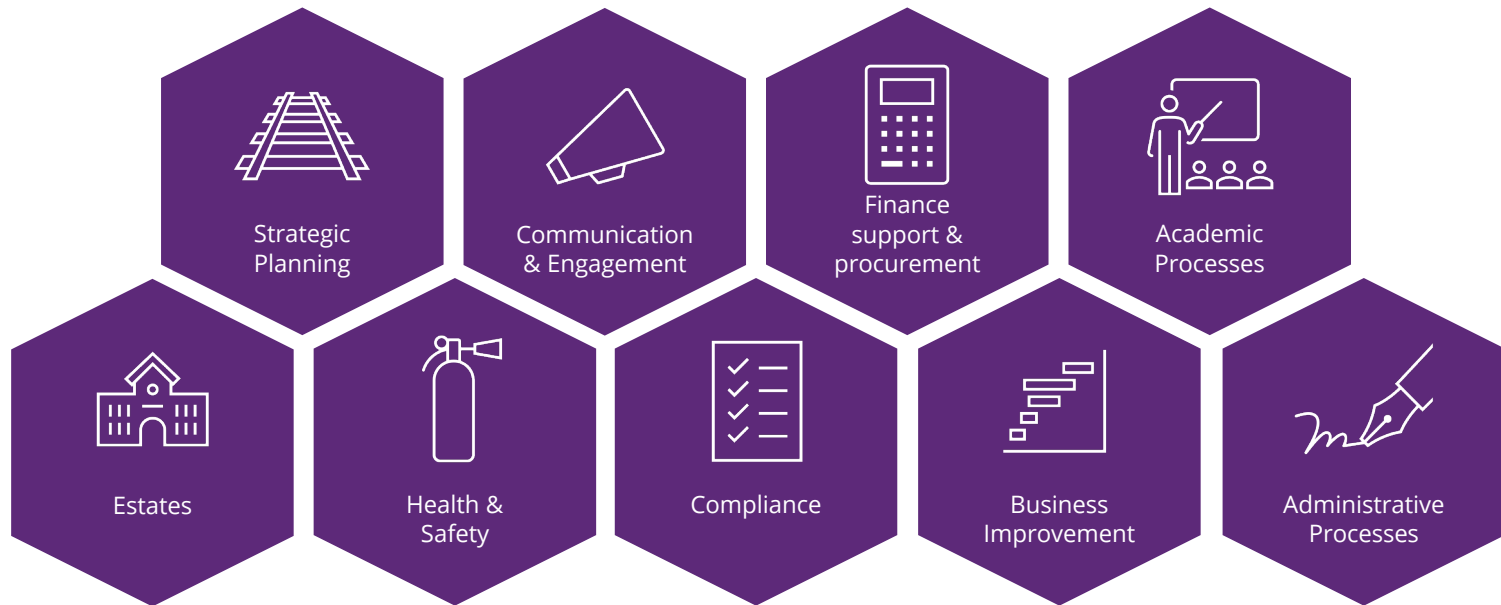 Strategic
Planning
Communication
& Engagement
Finance
support &
procurement
Academic
Processes
Estates
Health &
Safety
Compliance
Business
Improvement
Administrative
Processes